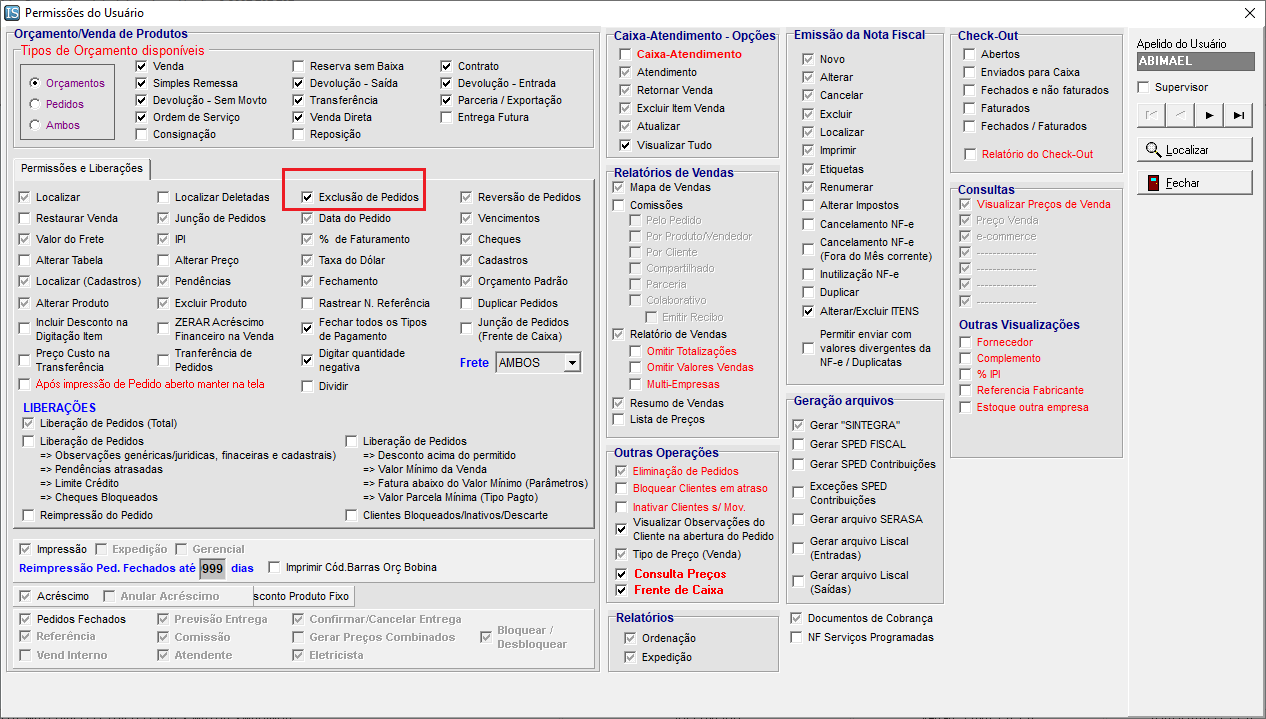 IS Permissões do Usuário
Orçamento/Venda de Produtos
Tipos de Orçamento disponíveis
Orçamentos
Pedidos
Ambos
Venda
Reserva sem Baixa
Contrato
Simples Remessa
Devolução - Saída
Devolução - Entrada
Devolução - Sem Movto
Transferência
Parceria / Exportação
Ordem de Serviço
Venda Direta
Entrega Futura
Consignação
Reposição
Permissões e Liberações
Localizar
Localizar Deletadas
Exclusão de Pedidos
Reversão de Pedidos
Restaurar Venda
Junção de Pedidos
Data do Pedido
Vencimentos
Valor do Frete
IPI
% de Faturamento
Cheques
Alterar Tabela
Alterar Preço
Taxa do Dólar
Cadastros
Localizar (Cadastros)
Pendências
Fechamento
Orçamento Padrão
Alterar Produto
Excluir Produto
Rastrear N. Referência
Duplicar Pedidos
Incluir Desconto na
Digitação Item
ZERAR Acréscimo
Financeiro na Venda
Fechar todos os Tipos
de Pagamento
Junção de Pedidos
(Frente de Caixa)
Preço Custo na
Transferência
Tranferência de
Pedidos
Digitar quantidade
negativa
Frete AMBOS
Após impressão de Pedido aberto manter na tela
Dividir
LIBERAÇÕES
Liberação de Pedidos (Total)
Liberação de Pedidos
=> Observações genéricas/juridicas, finaceiras e cadastrais)
=> Pendências atrasadas
=> Limite Crédito
=> Cheques Bloqueados
Reimpressão do Pedido
Liberação de Pedidos
=> Desconto acima do permitido
=> Valor Mínimo da Venda
=> Fatura abaixo do Valor Mínimo (Parâmetros)
=> Valor Parcela Mínima (Tipo Pagto)
Clientes Bloqueados/Inativos/Descarte
Impressão
Expedição
Gerencial
Reimpressão Ped. Fechados até 999 dias
Imprimir Cód.Barras Orç Bobina
Acréscimo
Anular Acréscimo
sconto Produto Fixo
Pedidos Fechados
Previsão Entrega
Confirmar/Cancelar Entrega
Referência
Comissão
Gerar Preços Combinados
Bloquear /
Desbloquear
Vend Interno
Atendente
Eletricista
Caixa-Atendimento - Opções
Caixa-Atendimento
Atendimento
Retornar Venda
Excluir Item Venda
Atualizar
Visualizar Tudo
Relatórios de Vendas
Mapa de Vendas
Comissões
Pelo Pedido
Por Produto/Vendedor
Por Cliente
Compartilhado
Parceria
Colaborativo
Emitir Recibo
Relatório de Vendas
Omitir Totalizações
Omitir Valores Vendas
Multi-Empresas
Resumo de Vendas
Lista de Preços
Outras Operações
Eliminação de Pedidos
Bloquear Clientes em atraso
Inativar Clientes s/ Mov.
Visualizar Observações do
Cliente na abertura do Pedido
Tipo de Preço (Venda)
Consulta Preços
Frente de Caixa
Relatórios
Ordenação
Expedição
Emissão da Nota Fiscal
Novo
Alterar
Cancelar
Excluir
Localizar
Imprimir
Etiquetas
Renumerar
Alterar Impostos
Cancelamento NF-e
Cancelamento NF-e
(Fora do Mês corrente)
Inutilização NF-e
Duplicar
Alterar/Excluir ITENS
Permitir enviar com
valores divergentes da
NF-e / Duplicatas
Geração arquivos
Gerar "SINTEGRA"
Gerar SPED FISCAL
Gerar SPED Contribuições
Exceções SPED
Contribuições
Gerar arquivo SERASA
Gerar arquivo Liscal
(Entradas)
Gerar arquivo Liscal
(Saídas)
Documentos de Cobrança
NF Serviços Programadas
Check-Out
Abertos
Enviados para Caixa
Fechados e não faturados
Faturados
Fechados / Faturados
Relatório do Check-Out
Consultas
Visualizar Preços de Venda
Preço Venda
e-commerce
---------------
---------------
---------------
---------------
Outras Visualizações
Fornecedor
Complemento
% IPI
Referencia Fabricante
Estoque outra empresa
Apelido do Usuário
ABIMAEL
Supervisor
Localizar
Fechar